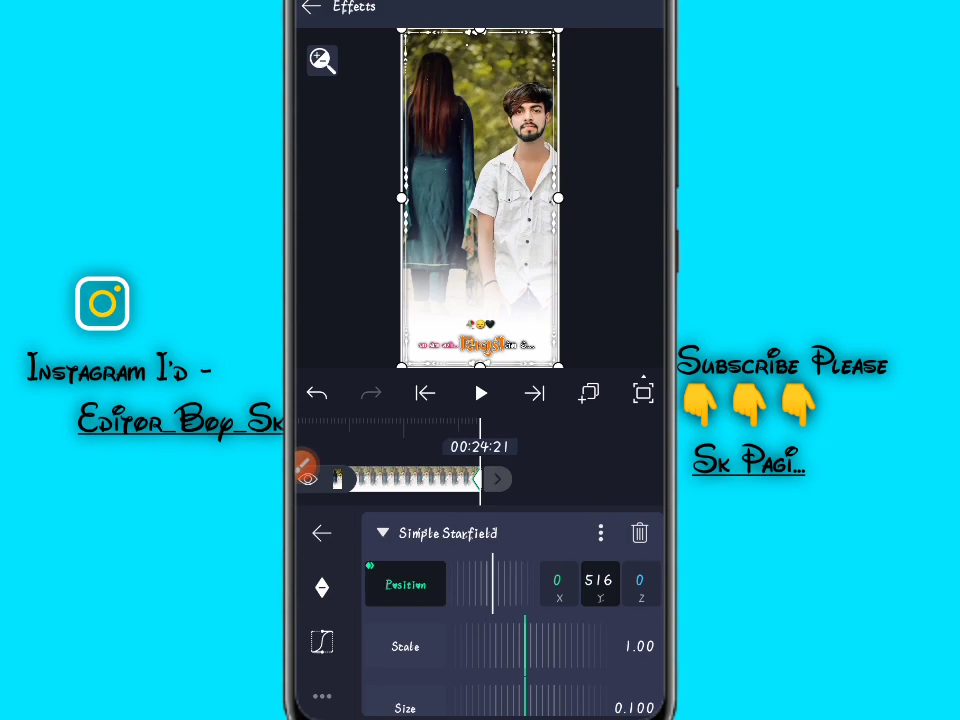 Effects
00:24:21
Simple Starfield
Position
0
516
0
X
Y
Z
Scale
1.00
Size
0.100
Instagram I'd -
Editor_Boy_Sk
Subscribe Please
Sk Pagi...